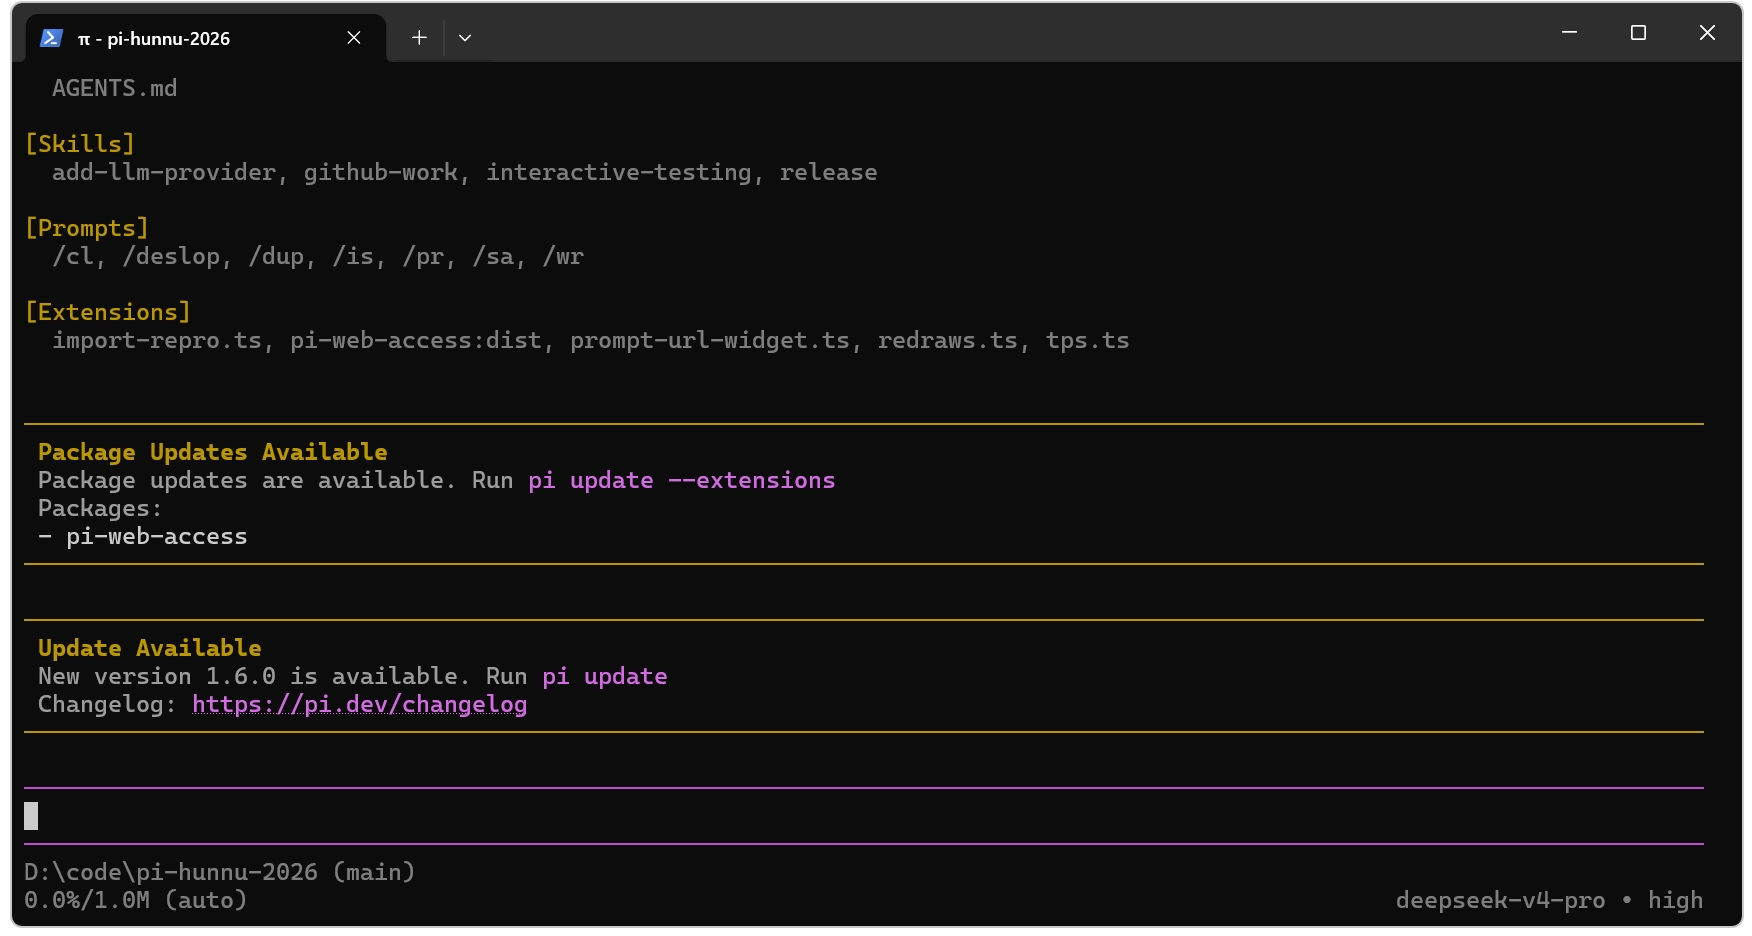 π - pi-hunnu-2026
AGENTS.md
[Skills]
add-llm-provider, github-work, interactive-testing, release
[Prompts]
/cl, /deslop, /dup, /is, /pr, /sa, /wr
[Extensions]
import-repro.ts, pi-web-access:dist, prompt-url-widget.ts, redraws.ts, tps.ts
Package Updates Available
Package updates are available. Run pi update --extensions
Packages:
- pi-web-access
Update Available
New version 1.6.0 is available. Run pi update
Changelog: https://pi.dev/changelog
D:\code\pi-hunnu-2026 (main)
0.0%/1.0M (auto) deepseek-v4-pro • high